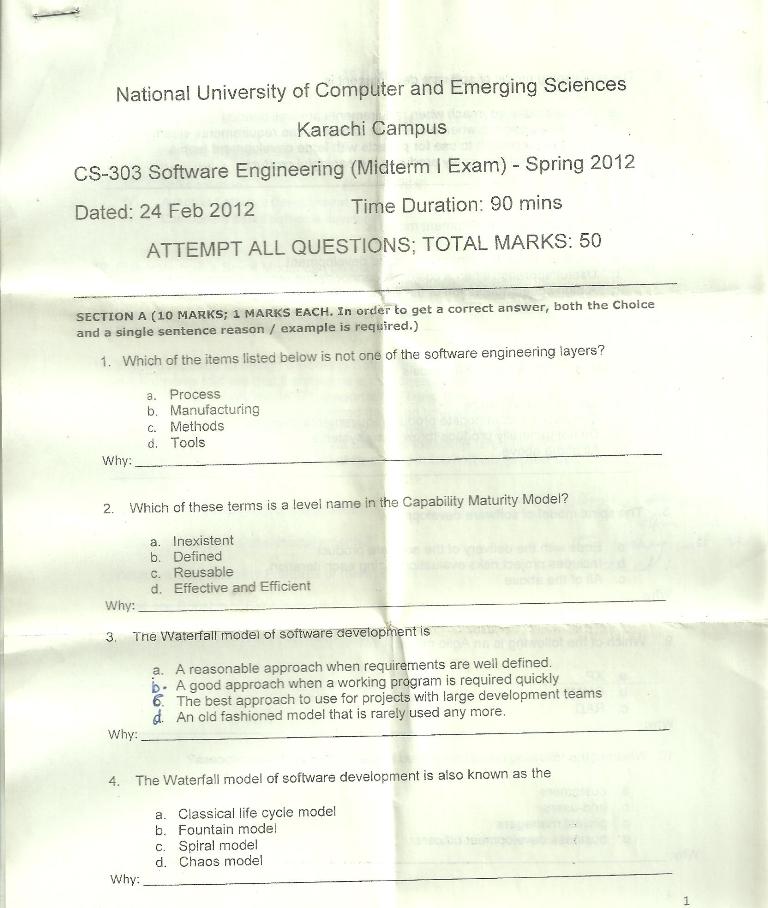 National University of Computer and Emerging Sciences
Karachi Campus
CS-303 Software Engineering (Midterm I Exam) - Spring 2012
Dated: 24 Feb 2012 Time Duration: 90 mins
ATTEMPT ALL QUESTIONS; TOTAL MARKS: 50
SECTION A (10 MARKS; 1 MARKS EACH. In order to get a correct answer, both the Choice
and a single sentence reason / example is required.)
1. Which of the items listed below is not one of the software engineering layers?
a. Process
b. Manufacturing
c. Methods
d. Tools
Why:
2. Which of these terms is a level name in the Capability Maturity Model?
a. Inexistent
b. Defined
c. Reusable
d. Effective and Efficient
Why:
3. The Waterfall model of software development is
a. A reasonable approach when requirements are well defined.
b. A good approach when a working program is required quickly
c. The best approach to use for projects with large development teams
d. An old fashioned model that is rarely used any more.
Why:
4. The Waterfall model of software development is also known as the
a. Classical life cycle model
b. Fountain model
c. Spiral model
d. Chaos model
Why:
1